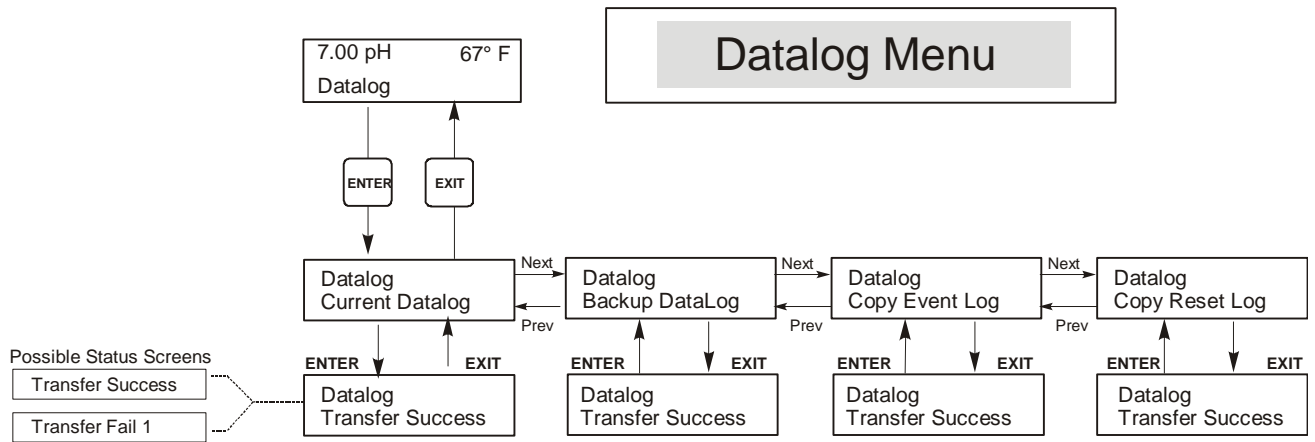 Datalog Menu
7.00 pH 67° F
Datalog
ENTER EXIT
Datalog
Current Datalog
Next
Prev
Datalog
Backup DataLog
Next
Prev
Datalog
Copy Event Log
Next
Prev
Datalog
Copy Reset Log
Possible Status Screens
Transfer Success
Transfer Fail 1
ENTER EXIT
Datalog
Transfer Success
ENTER EXIT
Datalog
Transfer Success
ENTER EXIT
Datalog
Transfer Success
ENTER EXIT
Datalog
Transfer Success